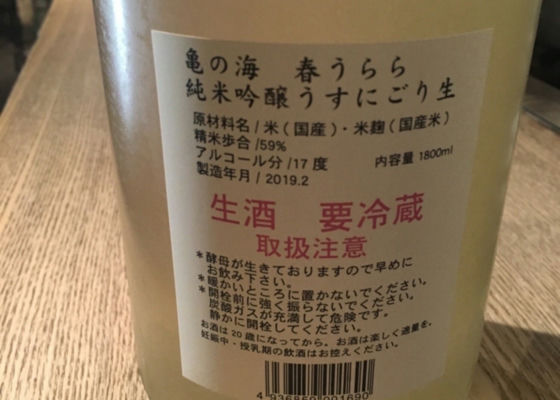 亀の海　春うらら
純米吟醸うすにごり生
原材料名/米(国産)・米麹(国産米)
精米歩合/59%
アルコール分/17度　内容量 1800ml
製造年月/2019.2
生酒　要冷蔵
取扱注意
*酵母が生きておりますので早めに
お飲み下さい。
*暖かいところに置かないでください。
*開栓前に強く振らないでください。
炭酸ガスが充満して危険です。
静かに開栓してください。
お酒は20歳になってから、お酒は楽しく適量を。
妊娠中・授乳期の飲酒はお控えください。
4 936850 001690